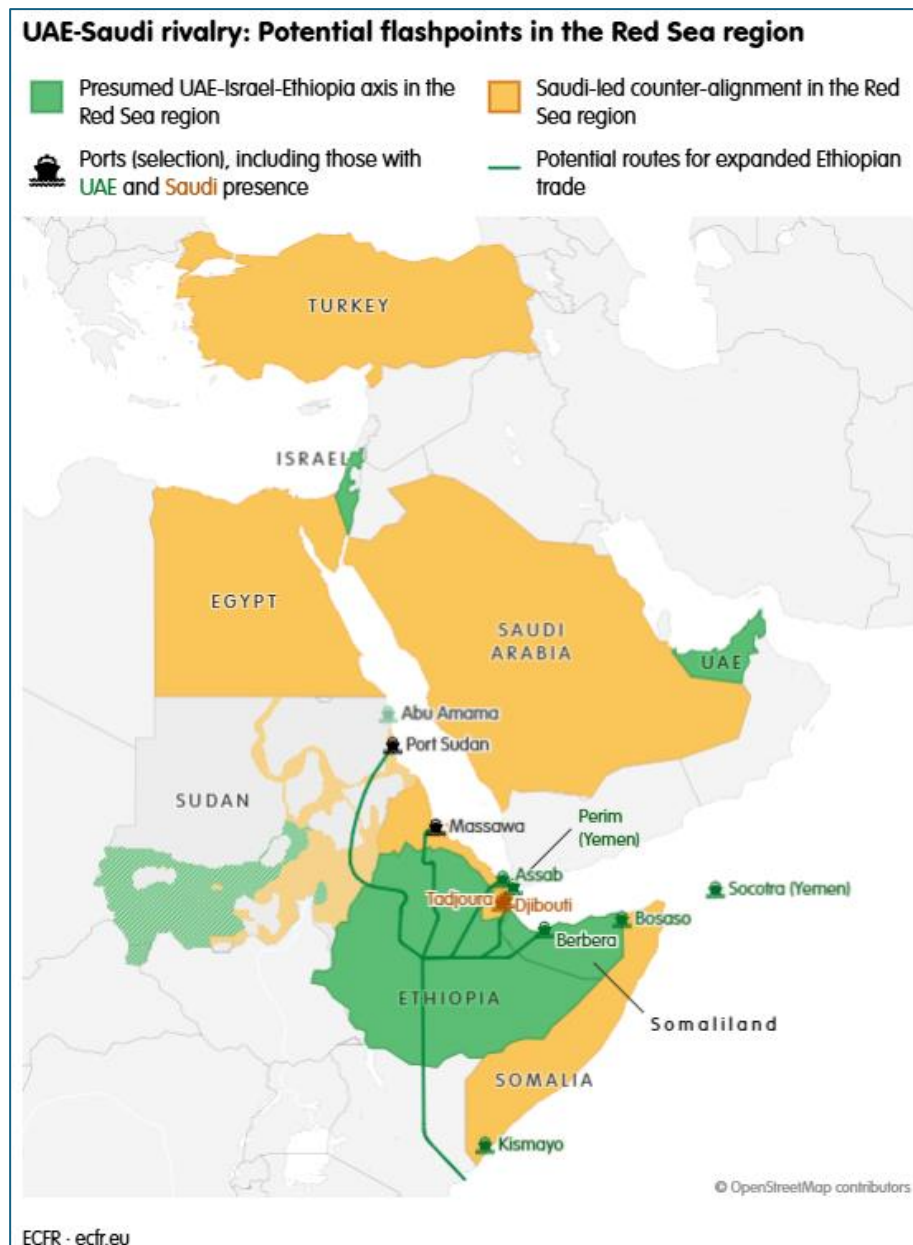 UAE-Saudi rivalry: Potential flashpoints in the Red Sea region
Presumed UAE-Israel-Ethiopia axis in the
Red Sea region
Saudi-led counter-alignment in the Red
Sea region
Ports (selection), including those with
UAE and Saudi presence
Potential routes for expanded Ethiopian
trade
TURKEY
ISRAEL
EGYPT
SAUDI
ARABIA
UAE
Abu Amama
Port Sudan
SUDAN
Massawa
Perim
(Yemen)
Assab
Tadjoura
Djibouti
Socotra (Yemen)
Bosaso
Berbera
ETHIOPIA
Somaliland
SOMALIA
Kismayo
© OpenStreetMap contributors
ECFR · ecfr.eu